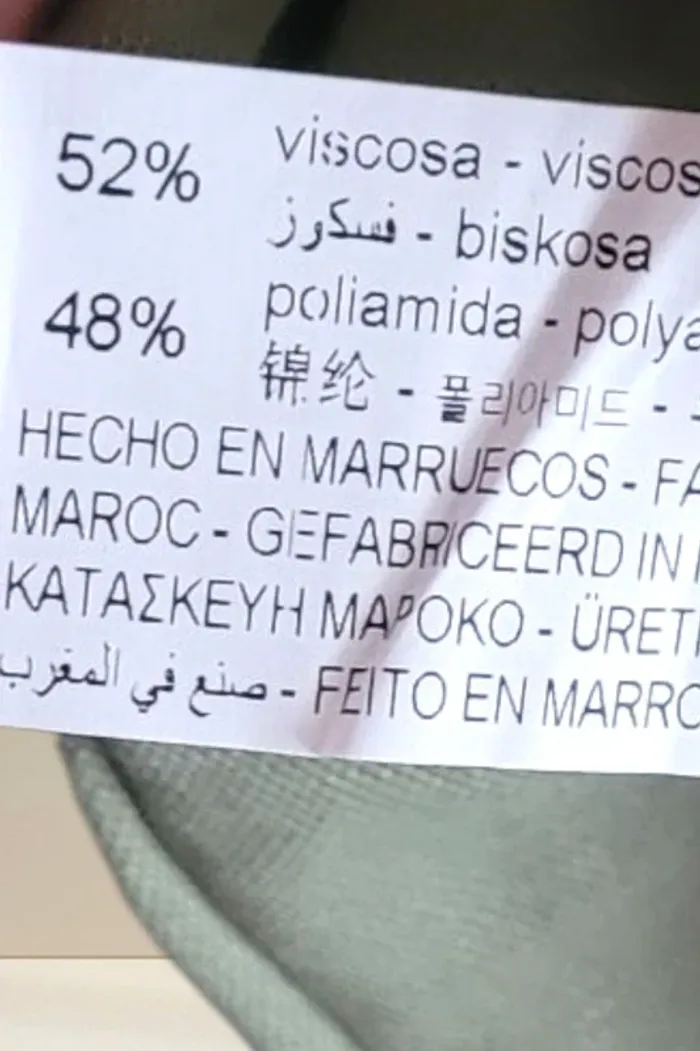 52% viscosa - viscos
فسكوز - biskosa
48% poliamida - polya
锦纶 - 폴리아미드 -
HECHO EN MARRUECOS - FA
MAROC - GEFABRICEERD IN
ΚΑΤΑΣΚΕΥΗ ΜΑΡΟΚΟ - ÜRETI
صنع في المغرب - FEITO EN MARRO